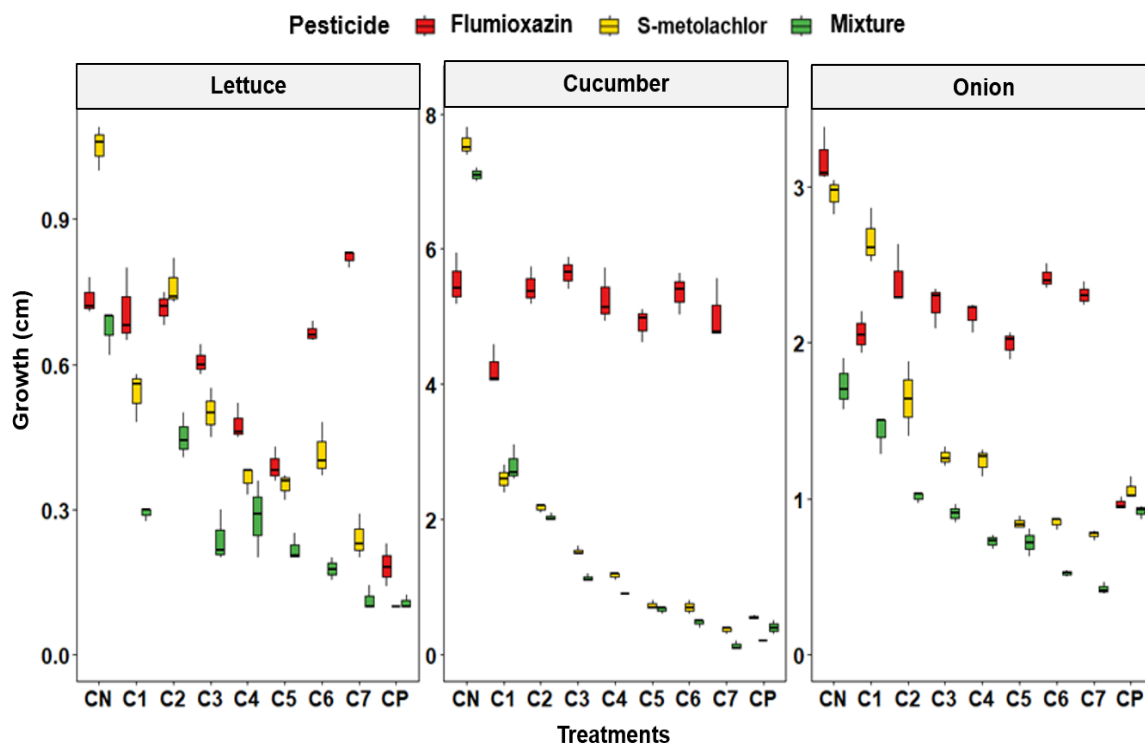 Pesticide Flumioxazin S-metolachlor Mixture
Lettuce Cucumber Onion
Growth (cm)
0.9
0.6
0.3
0.0
8
6
4
2
0
3
2
1
0
CN C1 C2 C3 C4 C5 C6 C7 CP
CN C1 C2 C3 C4 C5 C6 C7 CP
CN C1 C2 C3 C4 C5 C6 C7 CP
Treatments